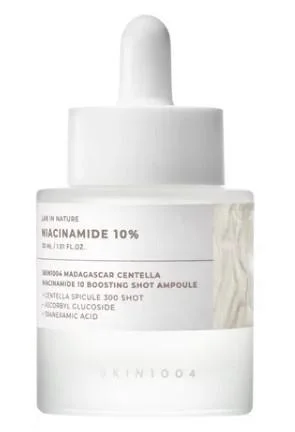 LAB IN NATURE
NIACINAMIDE 10%
30 ML / 1.01 FL.OZ.
SKIN1004 MADAGASCAR CENTELLA
NIACINAMIDE 10 BOOSTING SHOT AMPOULE
+ CENTELLA SPICULE 300 SHOT
+ ASCORBYL GLUCOSIDE
+ TRANEXAMIC ACID
SKIN1004